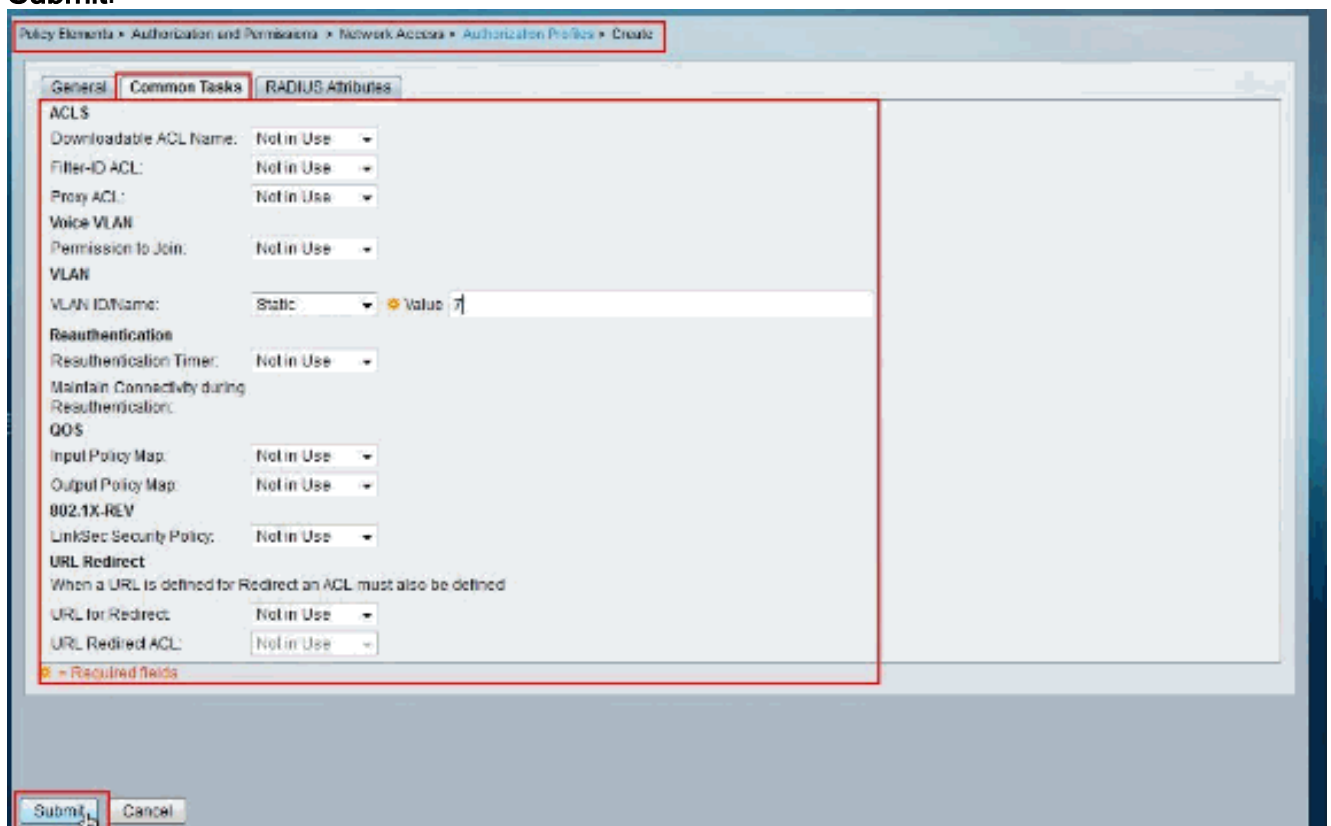 Submit.
Policy Elements ▸ Authorization and Permissions ▸ Network Access ▸ Authorization Profiles ▸ Create
General Common Tasks RADIUS Attributes
ACLS
Downloadable ACL Name: Not in Use
Filter-ID ACL: Not in Use
Proxy ACL: Not in Use
Voice VLAN
Permission to Join: Not in Use
VLAN
VLAN ID/Name: Static Value 7
Reauthentication
Reauthentication Timer: Not in Use
Maintain Connectivity during
Reauthentication:
QOS
Input Policy Map: Not in Use
Output Policy Map: Not in Use
802.1X-REV
LinkSec Security Policy: Not in Use
URL Redirect
When a URL is defined for Redirect an ACL must also be defined
URL for Redirect: Not in Use
URL Redirect ACL: Not in Use
= Required fields
Submit Cancel